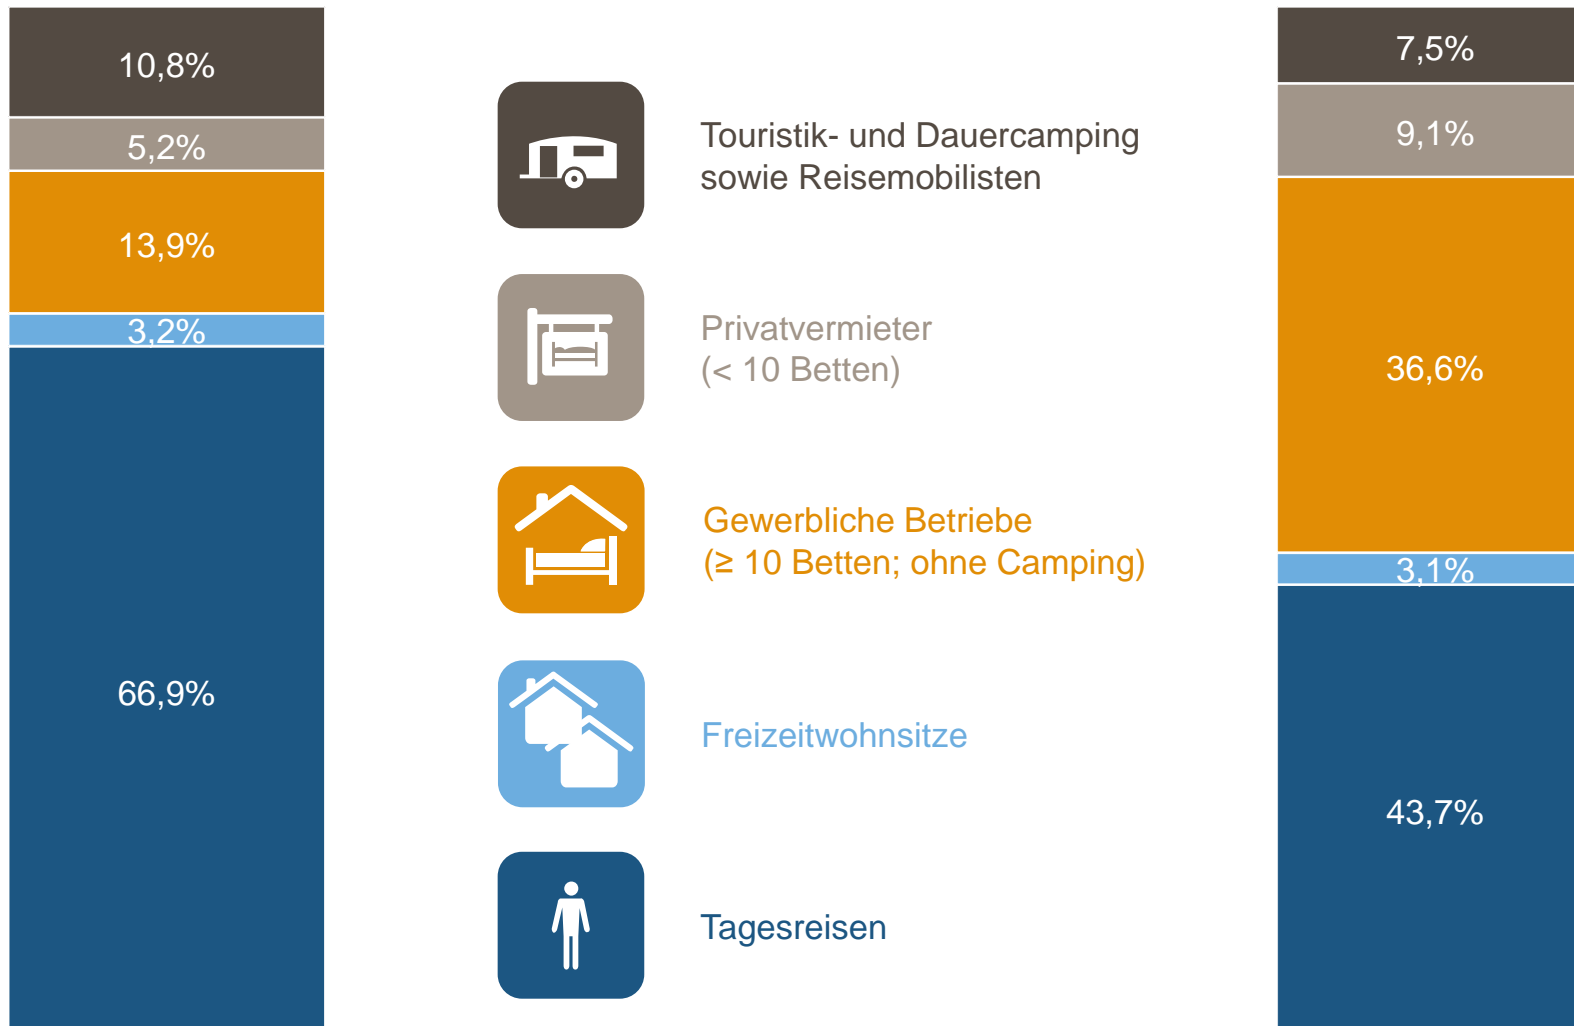 10,8%
5,2%
13,9%
3,2%
66,9%
Touristik- und Dauercamping
sowie Reisemobilisten
Privatvermieter
(< 10 Betten)
Gewerbliche Betriebe
(≥ 10 Betten; ohne Camping)
Freizeitwohnsitze
Tagesreisen
7,5%
9,1%
36,6%
3,1%
43,7%